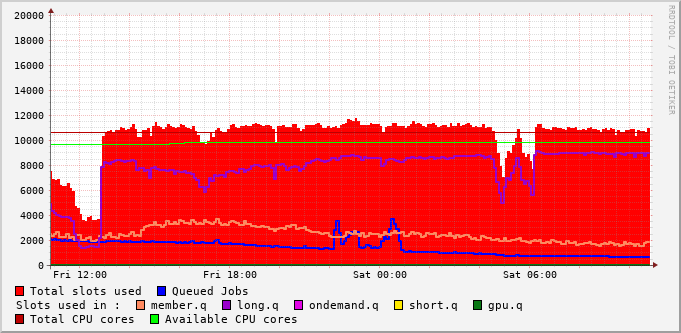 RRDTOOL / TOBI OETIKER
20000
18000
16000
14000
12000
10000
8000
6000
4000
2000
0
Fri 12:00 Fri 18:00 Sat 00:00 Sat 06:00
Total slots used Queued Jobs
Slots used in : member.q long.q ondemand.q short.q gpu.q
Total CPU cores Available CPU cores